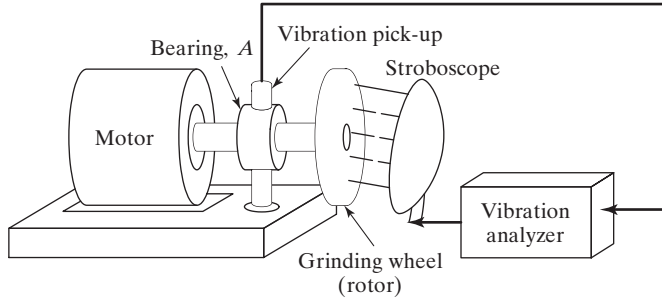 Vibration pick-up
Bearing, A
Stroboscope
Motor
Vibration
analyzer
Grinding wheel
(rotor)